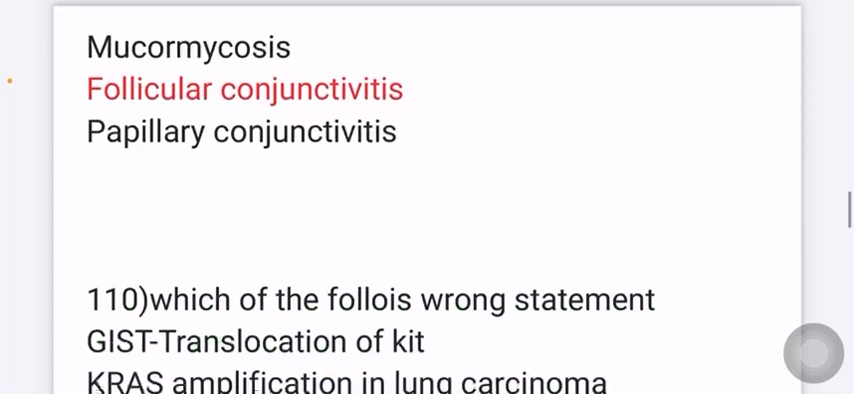 Mucormycosis
Follicular conjunctivitis
Papillary conjunctivitis
110)which of the follois wrong statement
GIST-Translocation of kit
KRAS amplification in lung carcinoma